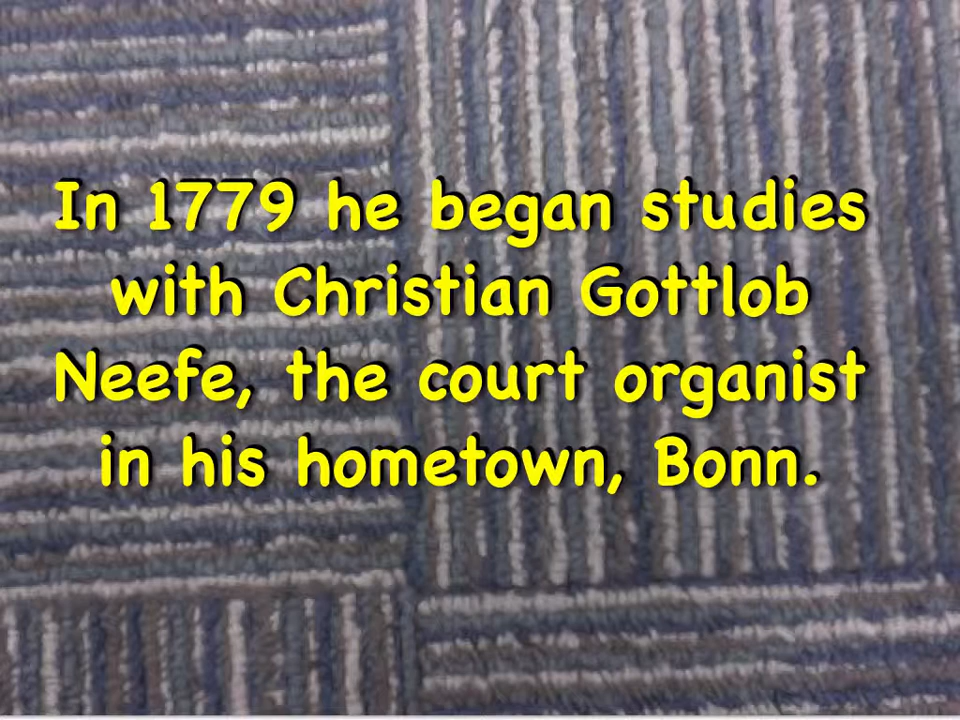 In 1779 he began studies
with Christian Gottlob
Neefe, the court organist
in his hometown, Bonn.